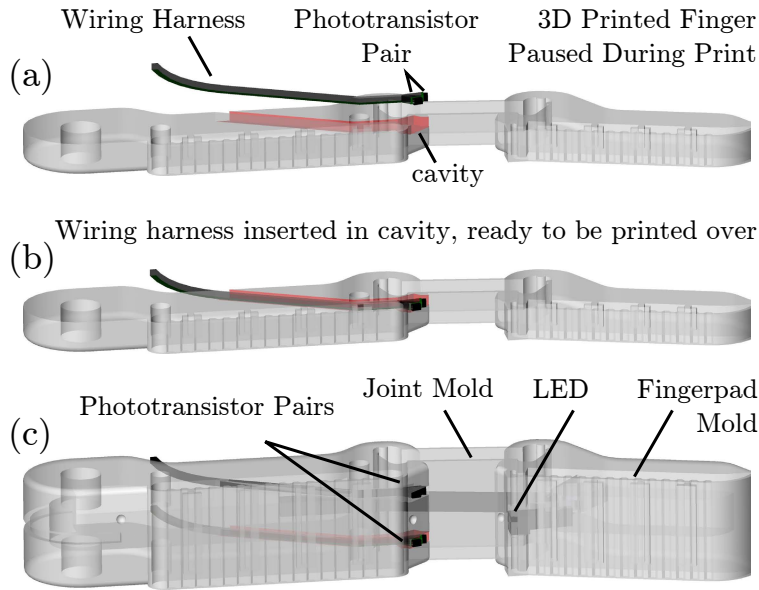 Wiring Harness
Phototransistor
Pair
3D Printed Finger
Paused During Print
(a)
cavity
Wiring harness inserted in cavity, ready to be printed over
(b)
Joint Mold
LED
Fingerpad
Mold
Phototransistor Pairs
(c)